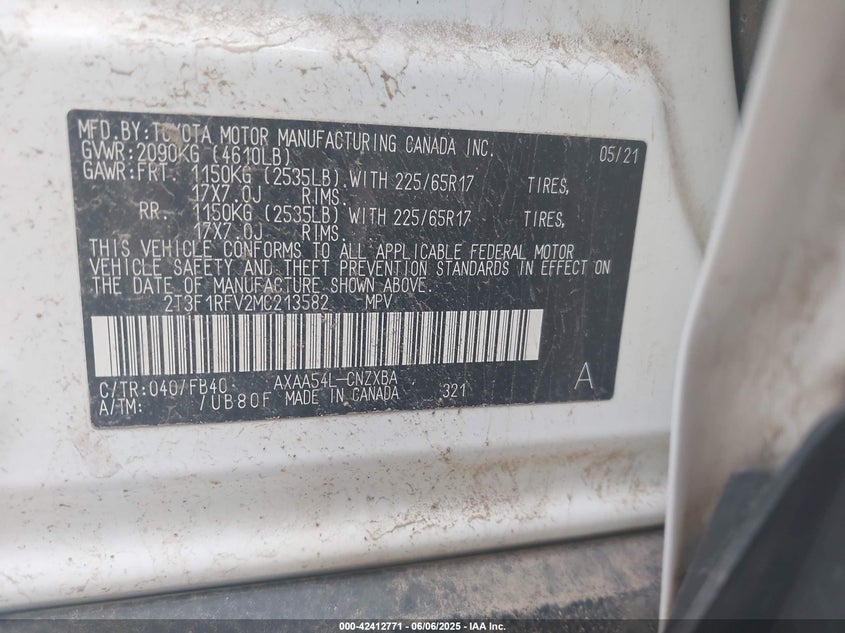 MFD.BY:TOYOTA MOTOR MANUFACTURING CANADA INC. 05/21
GVWR:2090KG (4610LB)
GAWR:FRT. 1150KG (2535LB).WITH 225/65R17 TIRES,
17X7.0J RIMS.
RR. 1150KG (2535LB) WITH 225/65R17 TIRES,
17X7.0J RIMS.
THIS VEHICLE CONFORMS TO ALL APPLICABLE FEDERAL MOTOR
VEHICLE SAFETY AND THEFT PREVENTION STANDARDS IN EFFECT ON
THE DATE OF MANUFACTURE SHOWN ABOVE.
2T3F1RFV2MC213582 MPV
C/TR:040/FB40 AXAA54L-CNZXBA A
A/TM: /UB80F MADE IN CANADA 321
000-42412771 - 06/06/2025 - IAA Inc.